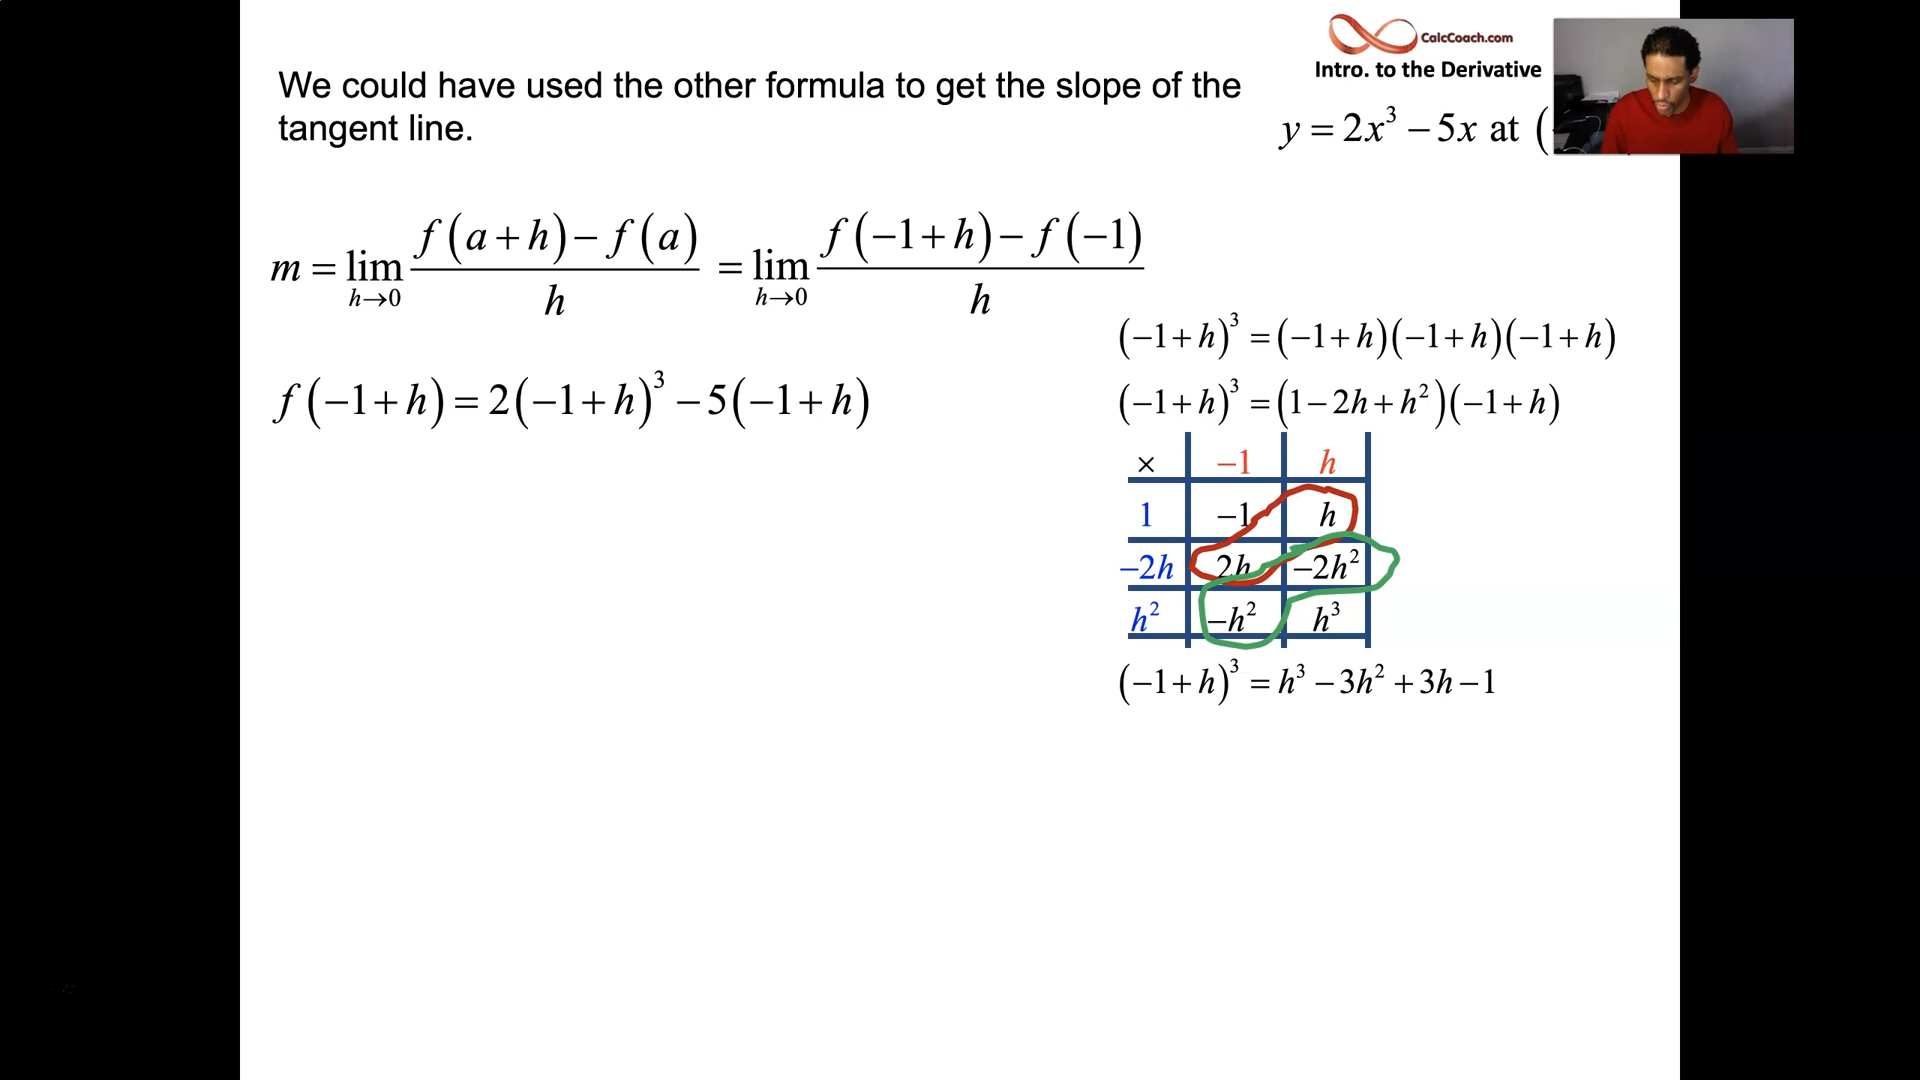 CalcCoach.com
Intro. to the Derivative
We could have used the other formula to get the slope of the
tangent line.
y = 2x³ − 5x at (
m = lim h→0 f(a + h) − f(a) / h = lim h→0 f(−1 + h) − f(−1) / h
f(−1 + h) = 2(−1 + h)³ − 5(−1 + h)
(−1 + h)³ = (−1 + h)(−1 + h)(−1 + h)
(−1 + h)³ = (1 − 2h + h²)(−1 + h)
× −1 h
1 −1 h
−2h 2h −2h²
h² −h² h³
(−1 + h)³ = h³ − 3h² + 3h − 1